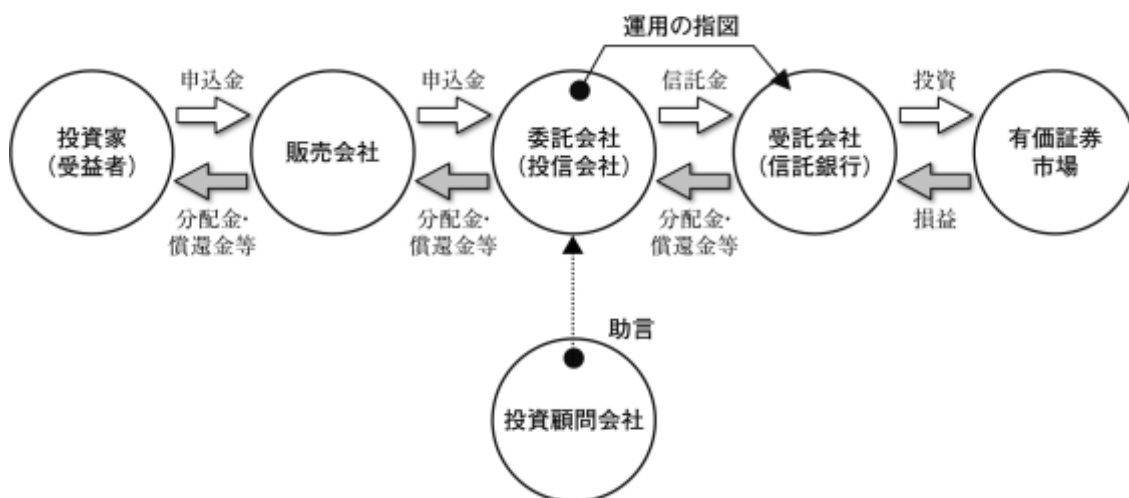 運用の指図
申込金
申込金
信託金
投資
投資家
(受益者)
販売会社
委託会社
(投信会社)
受託会社
(信託銀行)
有価証券
市場
分配金・
償還金等
分配金・
償還金等
分配金・
償還金等
損益
助言
投資顧問会社